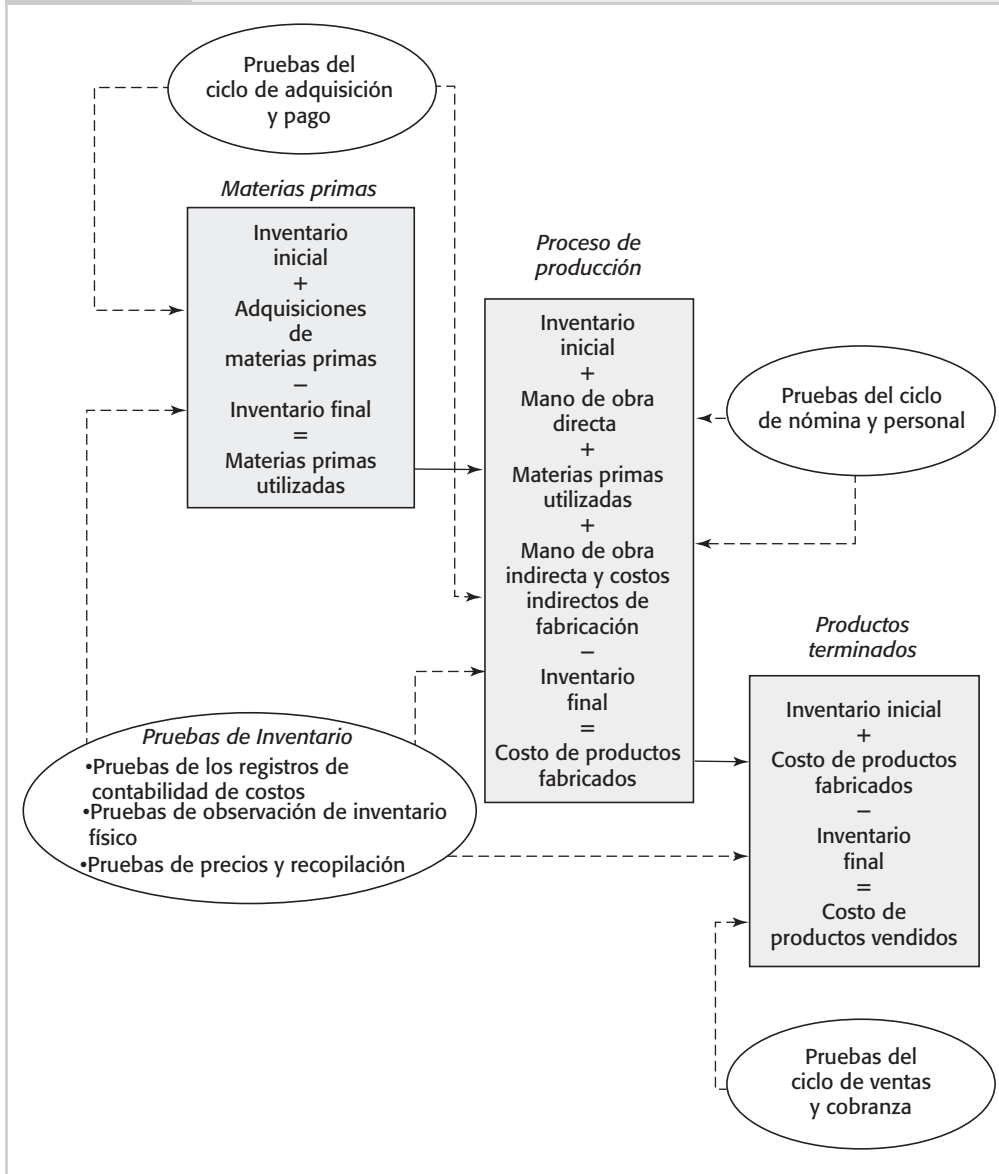 Pruebas del
ciclo de adquisición
y pago
Materias primas
Inventario
inicial
+
Adquisiciones
de
materias primas
–
Inventario final
=
Materias primas
utilizadas
Proceso de
producción
Inventario
inicial
+
Mano de obra
directa
+
Materias primas
utilizadas
+
Mano de obra
indirecta y costos
indirectos de
fabricación
–
Inventario
final
=
Costo de productos
fabricados
Pruebas del ciclo
de nómina y personal
Pruebas de Inventario
•Pruebas de los registros de
contabilidad de costos
•Pruebas de observación de inventario
físico
•Pruebas de precios y recopilación
Productos
terminados
Inventario inicial
+
Costo de productos
fabricados
–
Inventario
final
=
Costo de
productos vendidos
Pruebas del
ciclo de ventas
y cobranza